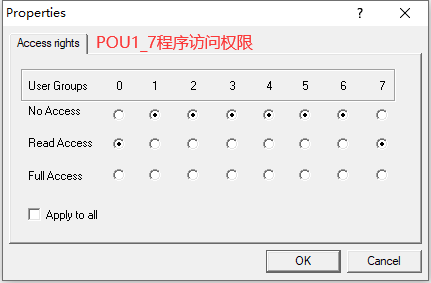 Properties
?
Access rights
POU1_7程序访问权限
User Groups 0 1 2 3 4 5 6 7
No Access
Read Access
Full Access
Apply to all
OK Cancel